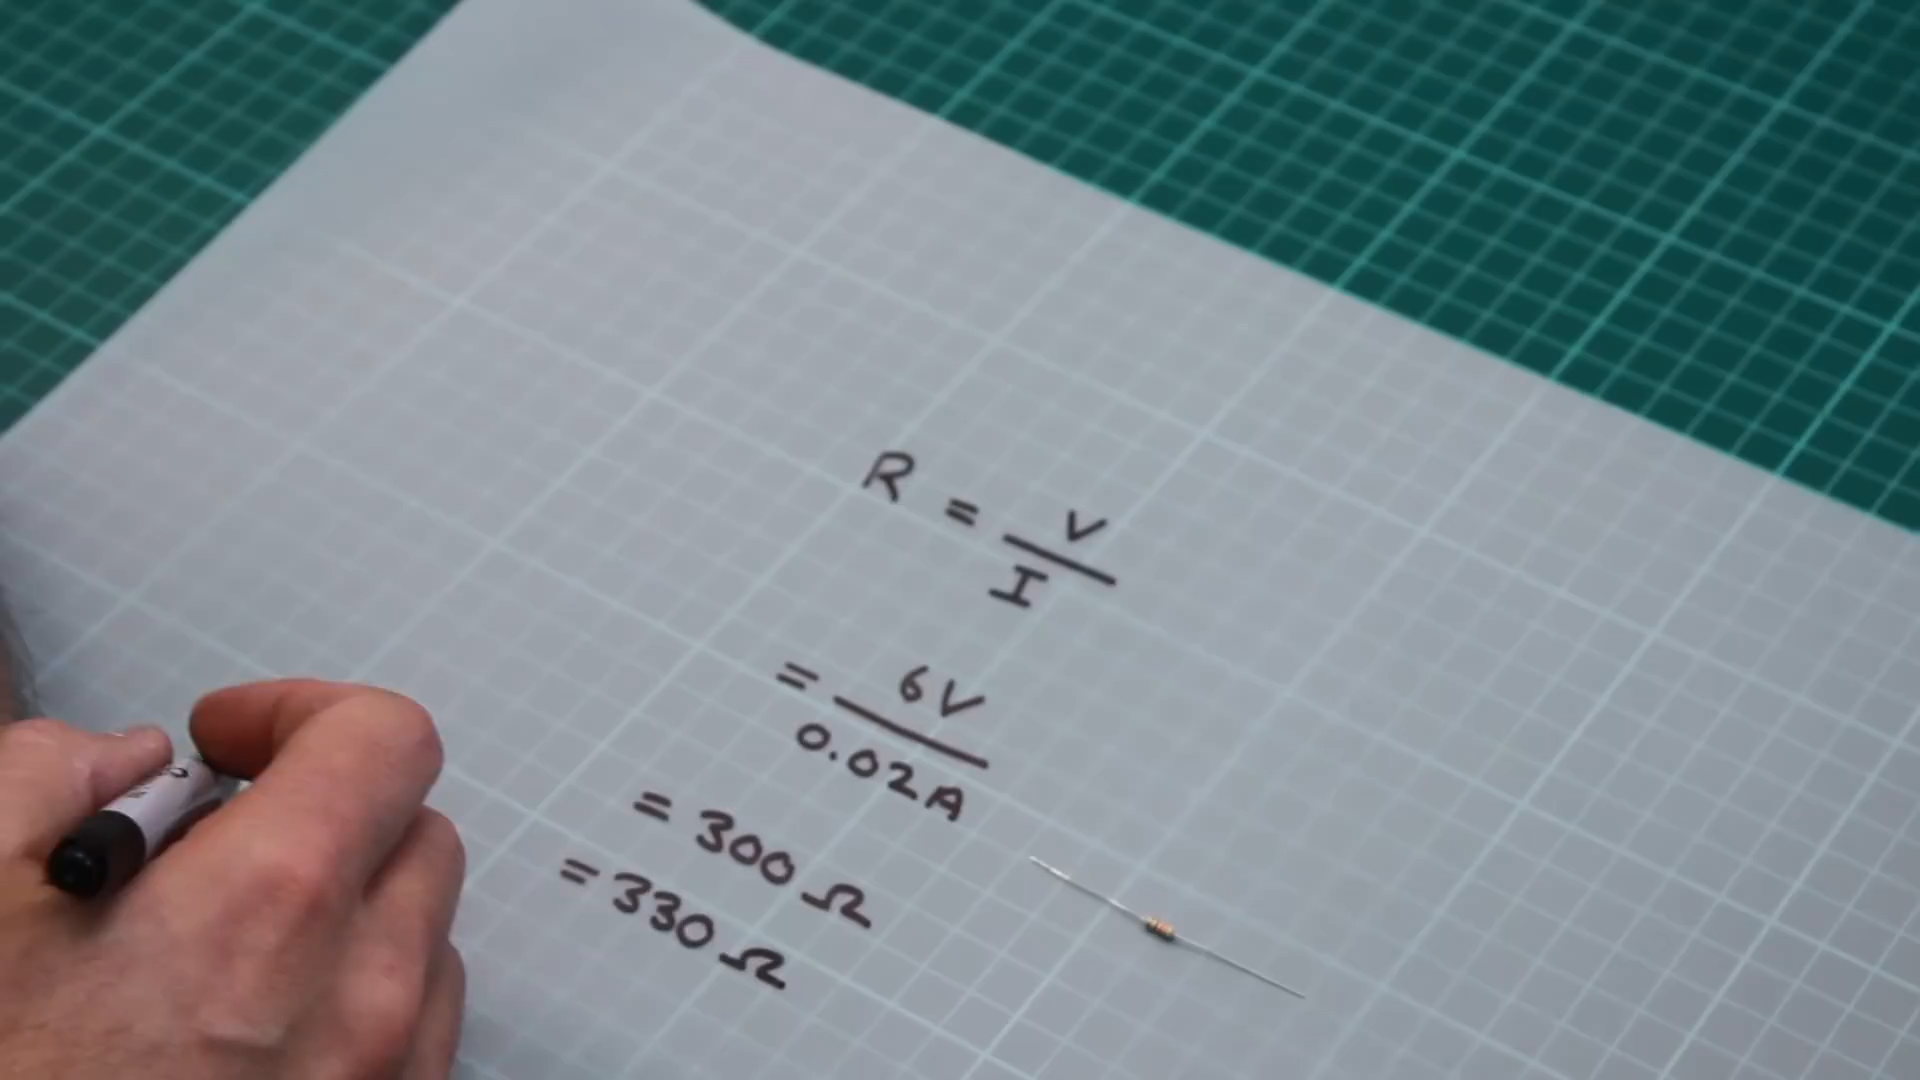 R = V
I
= 6V
0.02A
= 300 Ω
= 330 Ω